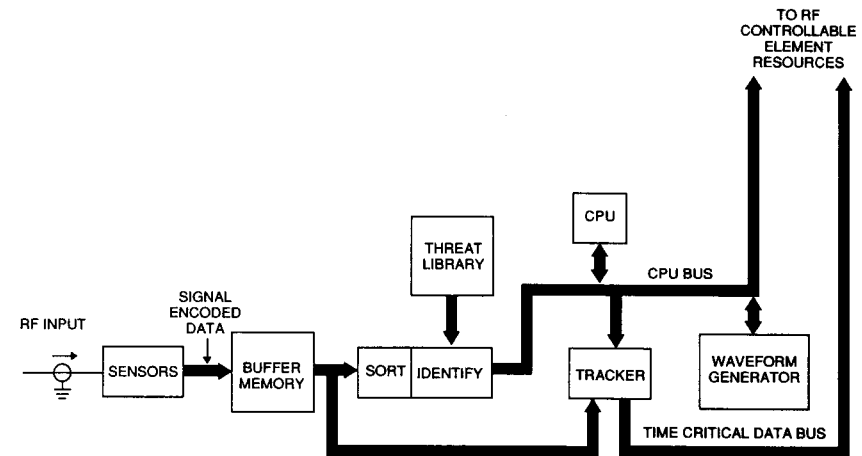 TO RF
CONTROLLABLE
ELEMENT
RESOURCES
CPU
THREAT
LIBRARY
CPU BUS
SIGNAL
ENCODED
DATA
RF INPUT
SENSORS
BUFFER
MEMORY
SORT
IDENTIFY
TRACKER
WAVEFORM
GENERATOR
TIME CRITICAL DATA BUS